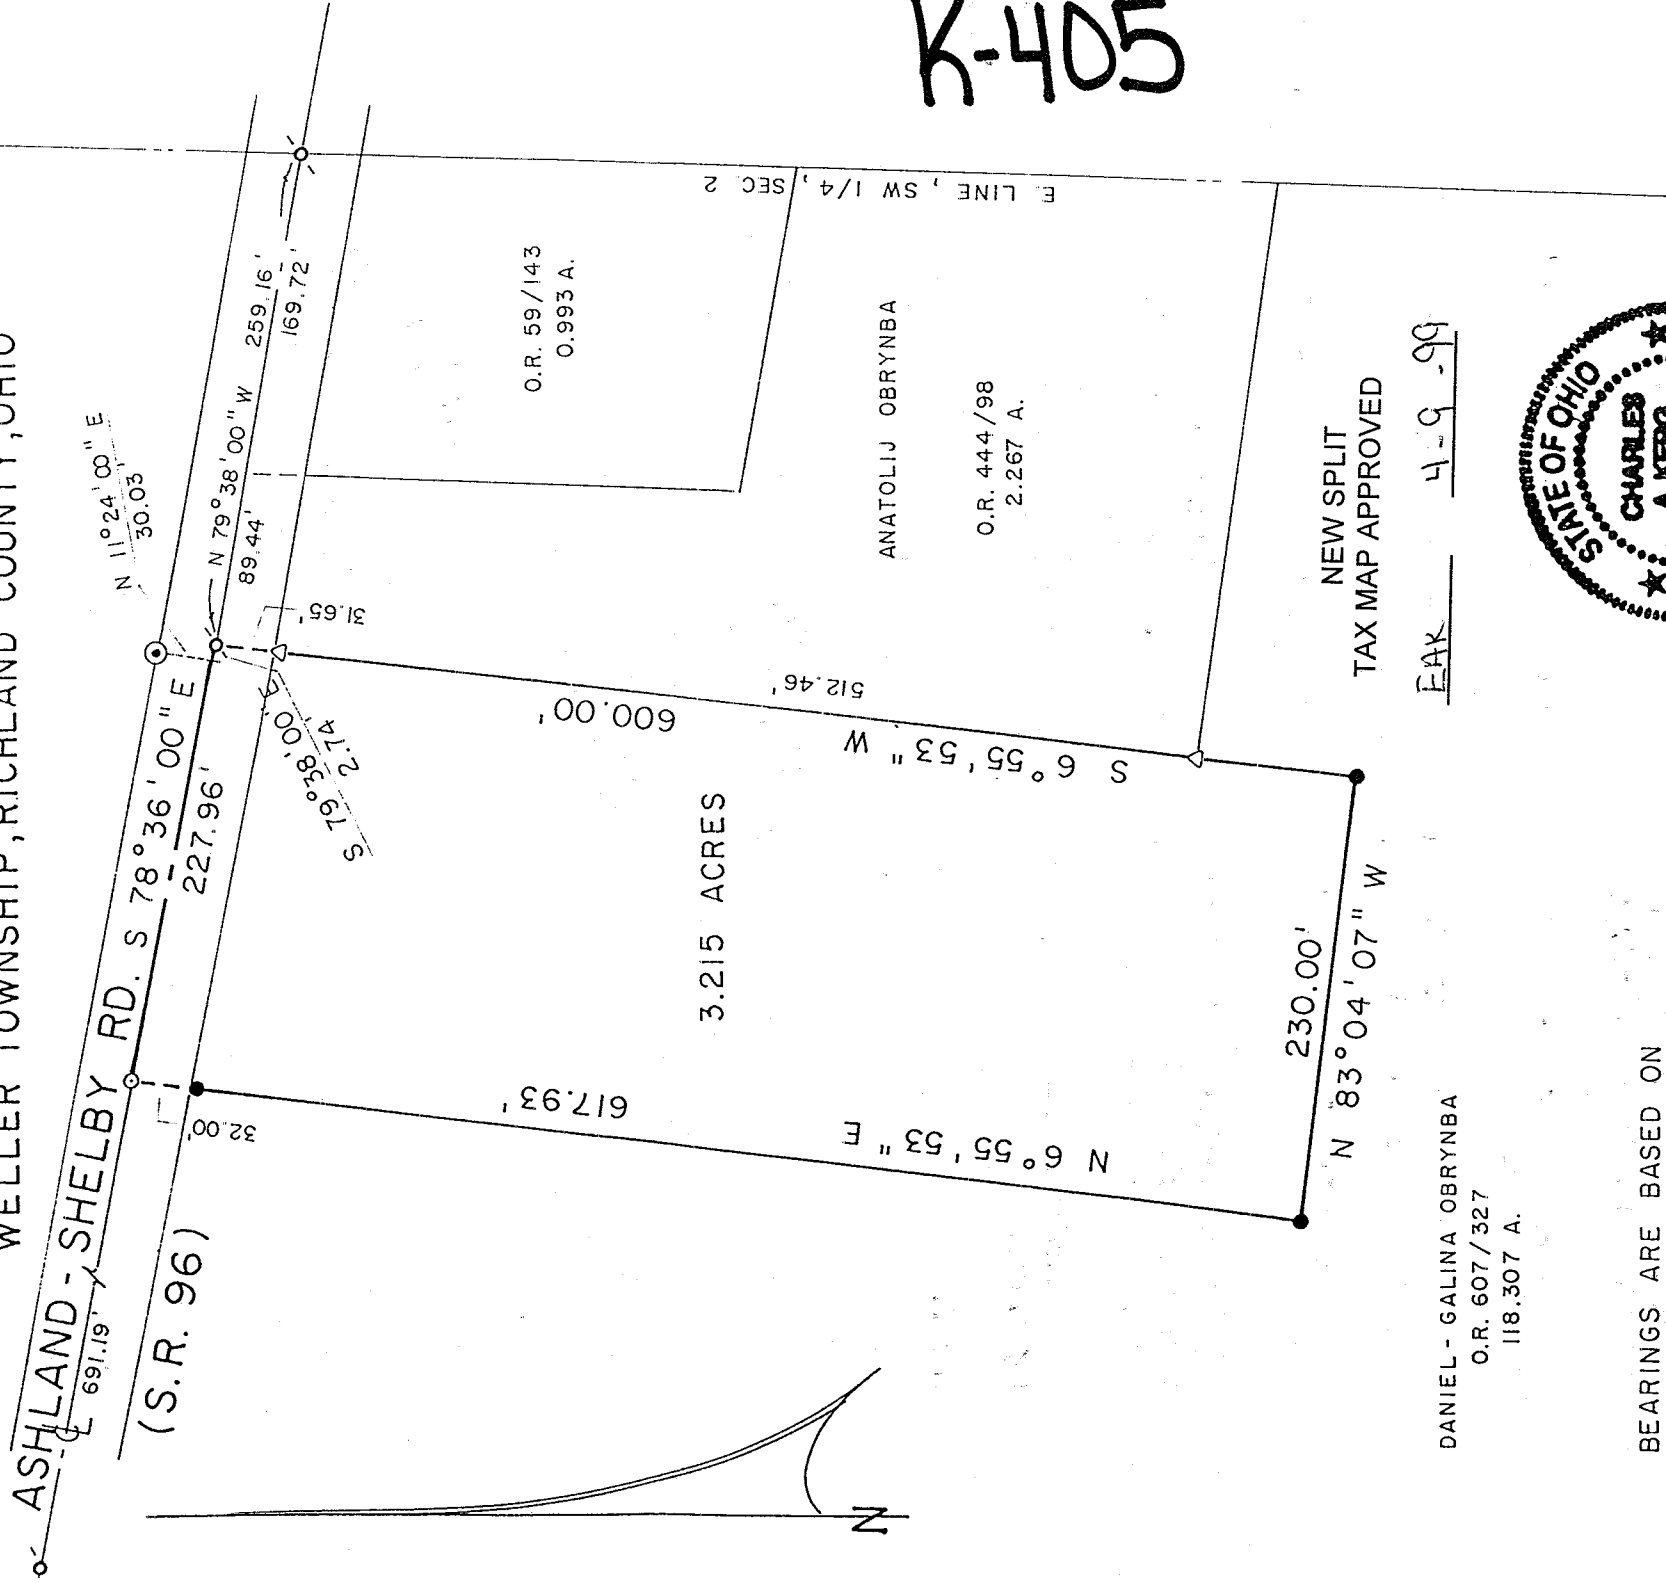 K-405
WELLER TOWNSHIP, RICHLAND COUNTY, OHIO
ASHLAND - SHELBY RD.
(S.R. 96)
691.19'
S 78° 36' 00" E
227.96'
N 11° 24' 00" E
30.03'
N 79° 38' 00" W 259.16'
89.44'
169.72'
S 79° 38' 00" E
2.74'
31.65'
32.00'
E. LINE, SW 1/4, SEC 2
O.R. 59/143
0.993 A.
ANATOLIJ OBRYNBA
O.R. 444/98
2.267 A.
512.46'
600.00'
S 6° 55' 53" W
3.215 ACRES
617.93'
N 6° 55' 53" E
230.00'
N 83° 04' 07" W
DANIEL - GALINA OBRYNBA
O.R. 607/327
118.307 A.
NEW SPLIT
TAX MAP APPROVED
EAK 4-9-99
STATE OF OHIO
CHARLES
BEARINGS ARE BASED ON
N